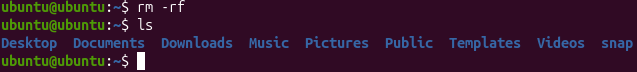 ubuntu@ubuntu:~$ rm -rf
ubuntu@ubuntu:~$ ls
Desktop  Documents  Downloads  Music  Pictures  Public  Templates  Videos  snap
ubuntu@ubuntu:~$